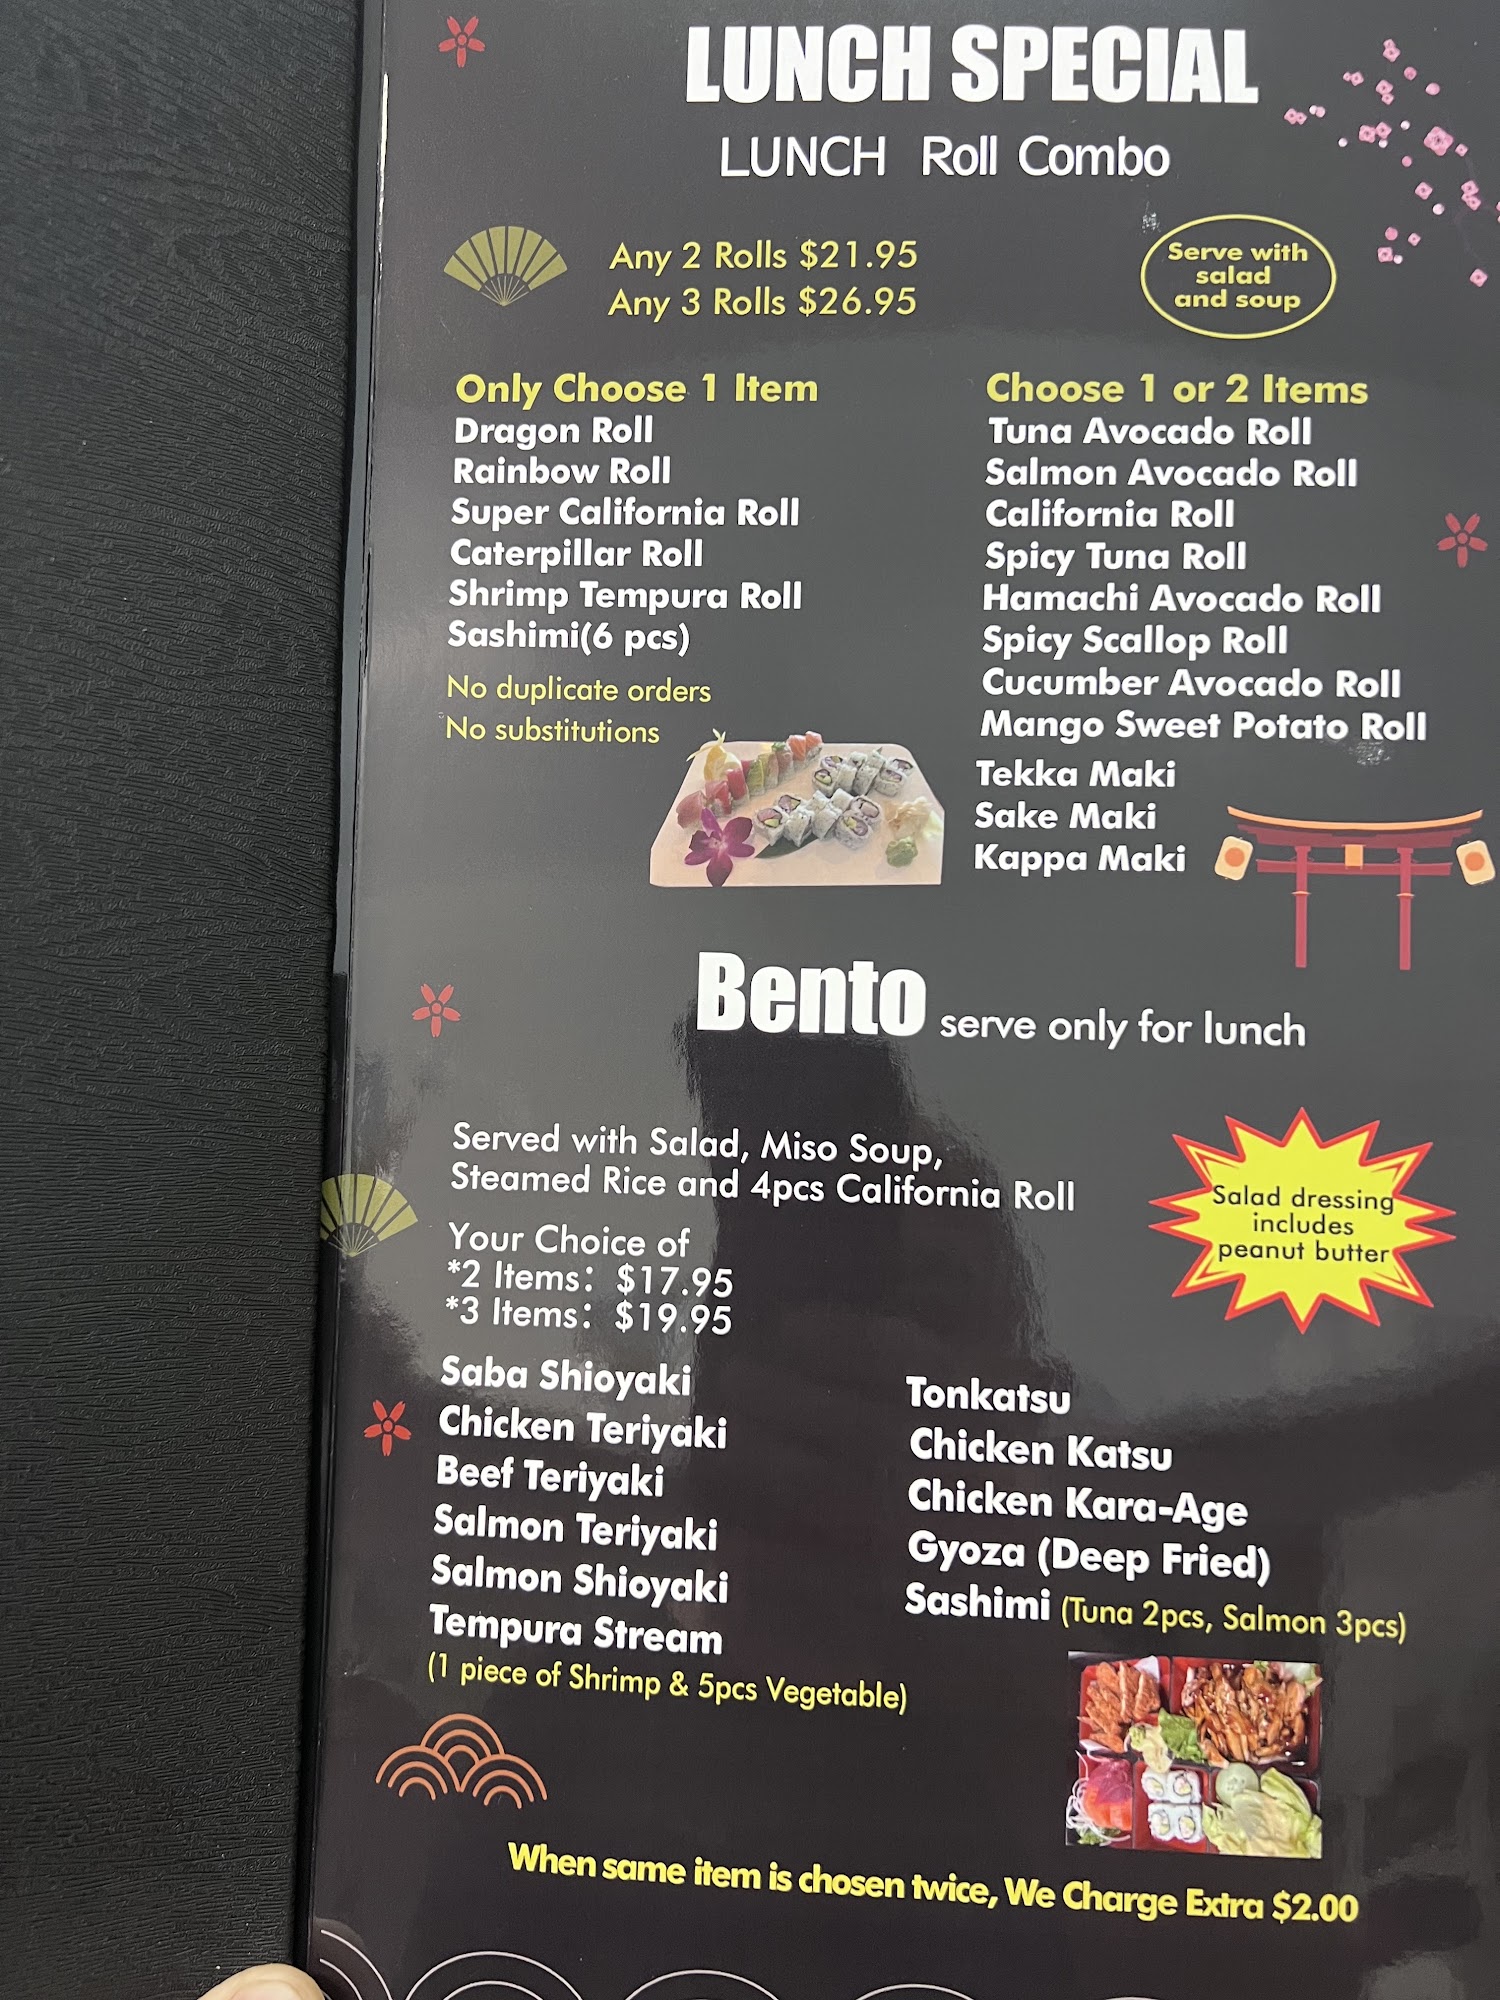 LUNCH SPECIAL
LUNCH Roll Combo
Any 2 Rolls $21.95
Any 3 Rolls $26.95
Serve with
salad
and soup
Only Choose 1 Item
Dragon Roll
Rainbow Roll
Super California Roll
Caterpillar Roll
Shrimp Tempura Roll
Sashimi(6 pcs)
No duplicate orders
No substitutions
Choose 1 or 2 Items
Tuna Avocado Roll
Salmon Avocado Roll
California Roll
Spicy Tuna Roll
Hamachi Avocado Roll
Spicy Scallop Roll
Cucumber Avocado Roll
Mango Sweet Potato Roll
Tekka Maki
Sake Maki
Kappa Maki
Bento serve only for lunch
Served with Salad, Miso Soup,
Steamed Rice and 4pcs California Roll
Your Choice of
*2 Items: $17.95
*3 Items: $19.95
Salad dressing
includes
peanut butter
Saba Shioyaki
Chicken Teriyaki
Beef Teriyaki
Salmon Teriyaki
Salmon Shioyaki
Tempura Stream
(1 piece of Shrimp & 5pcs Vegetable)
Tonkatsu
Chicken Katsu
Chicken Kara-Age
Gyoza (Deep Fried)
Sashimi (Tuna 2pcs, Salmon 3pcs)
When same item is chosen twice, We Charge Extra $2.00